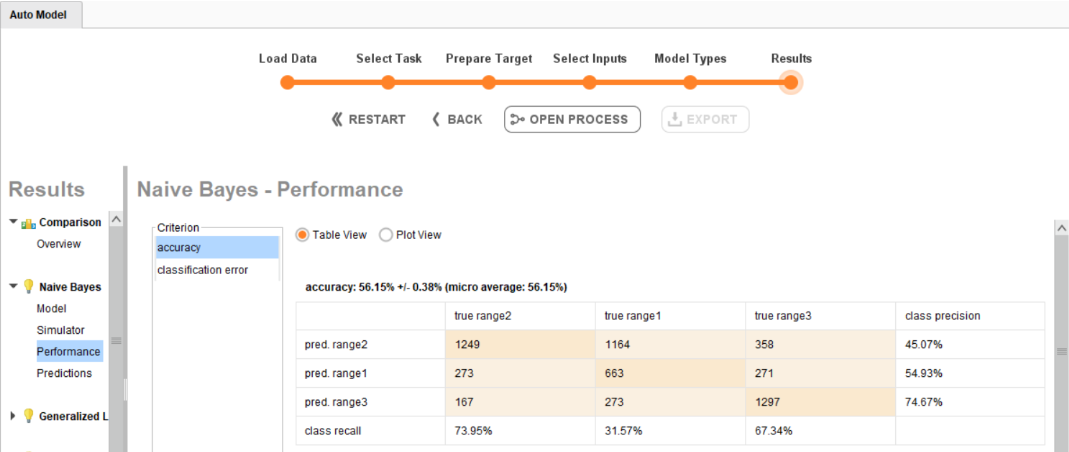 Auto Model
Load Data Select Task Prepare Target Select Inputs Model Types Results
RESTART BACK OPEN PROCESS EXPORT
Results
Comparison
Overview
Naive Bayes
Model
Simulator
Performance
Predictions
Generalized L
Naive Bayes - Performance
Criterion
accuracy
classification error
Table View Plot View
accuracy: 56.15% +/- 0.38% (micro average: 56.15%)
true range2 true range1 true range3 class precision
pred. range2 1249 1164 358 45.07%
pred. range1 273 663 271 54.93%
pred. range3 167 273 1297 74.67%
class recall 73.95% 31.57% 67.34%